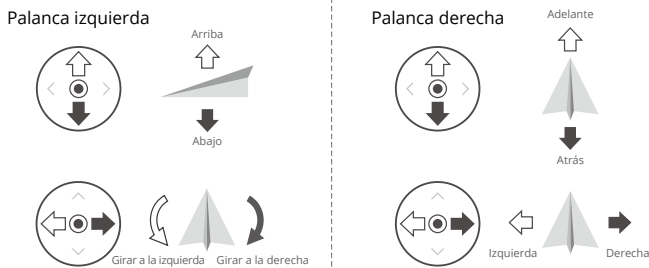 Palanca izquierda
Arriba
Abajo
Girar a la izquierda
Girar a la derecha
Palanca derecha
Adelante
Atrás
Izquierda
Derecha